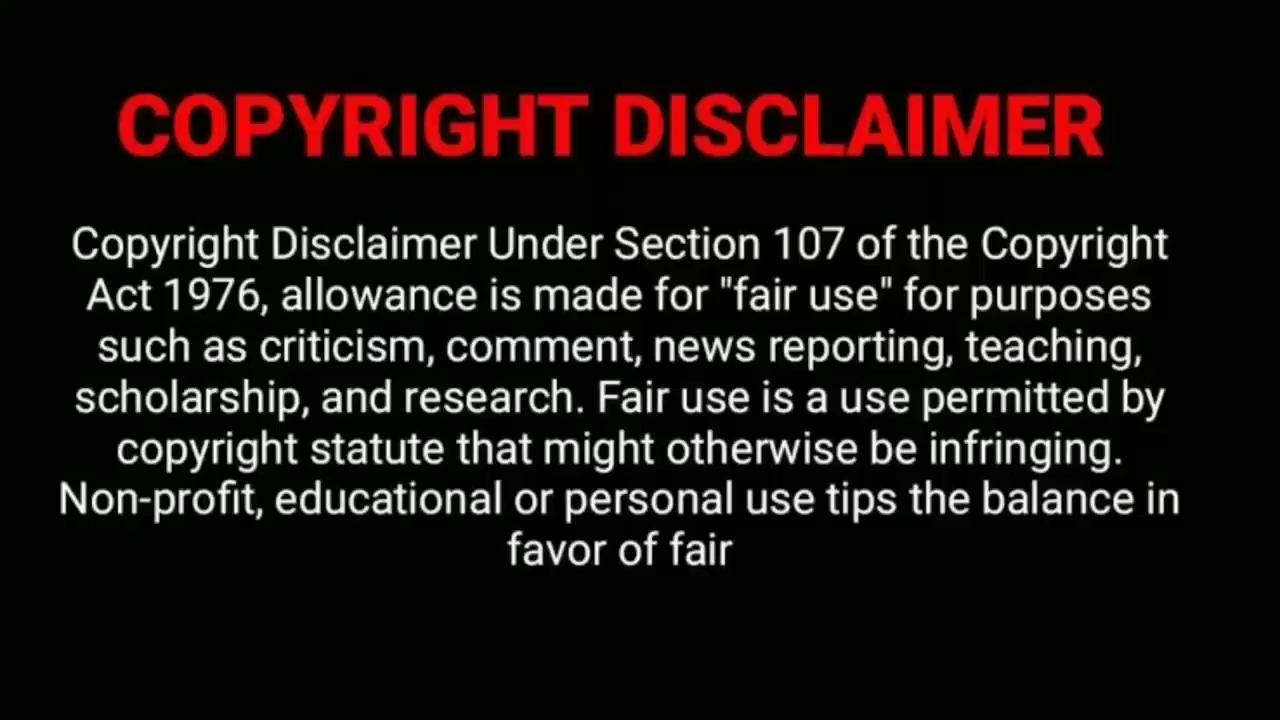 COPYRIGHT DISCLAIMER
Copyright Disclaimer Under Section 107 of the Copyright
Act 1976, allowance is made for "fair use" for purposes
such as criticism, comment, news reporting, teaching,
scholarship, and research. Fair use is a use permitted by
copyright statute that might otherwise be infringing.
Non-profit, educational or personal use tips the balance in
favor of fair